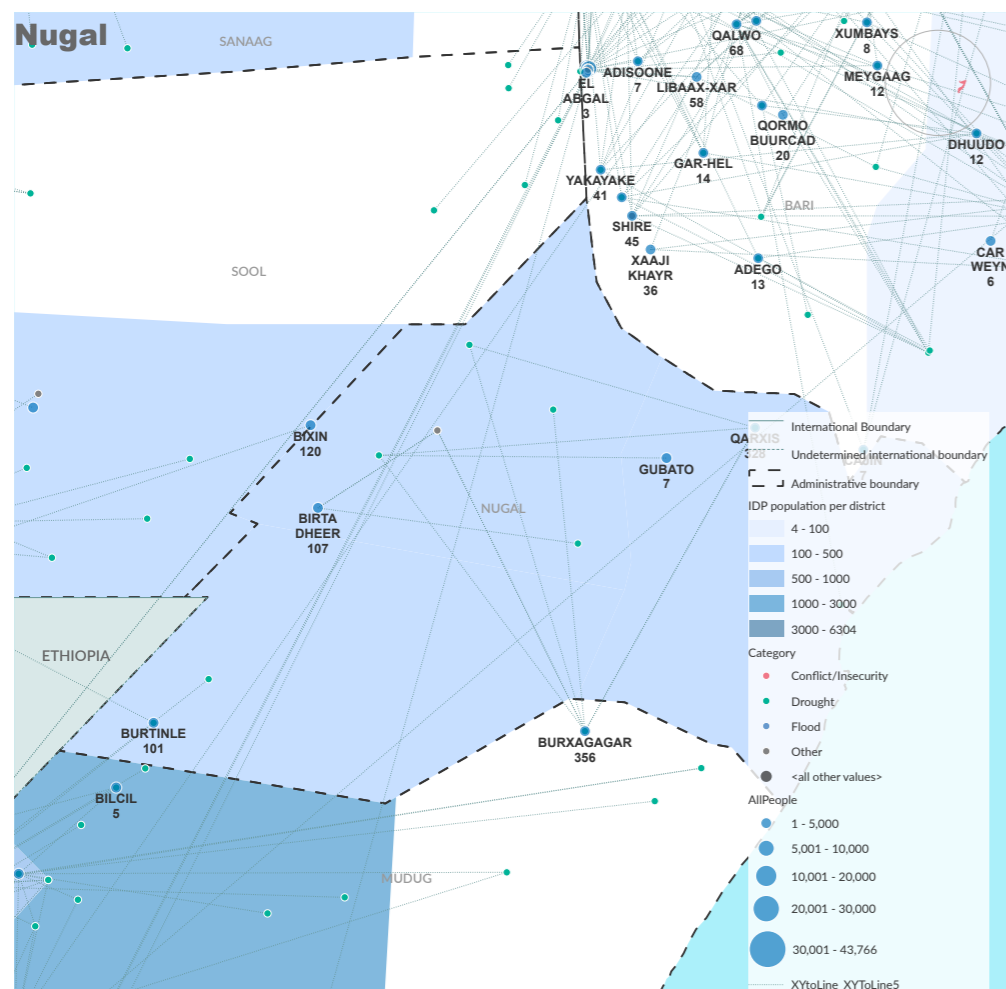 Nugal
SANAAG
QALWO
68
XUMBAYS
8
ADISOONE
7
LIBAAX-XAR
58
MEYGAAG
12
EL
ABGAL
3
QORMO
BUURCAD
20
DHUUDO
12
GAR-HEL
14
YAKAYAKE
41
BARI
SHIRE
45
XAAJI
KHAYR
36
ADEGO
13
CAR
WEYN
6
SOOL
BIXIN
120
QARXIS
328
GUBATO
7
NUGAL
BIRTA
DHEER
107
ETHIOPIA
BURTINLE
101
BURXAGAGAR
356
BILCIL
5
MUDUG
International Boundary
Undetermined international boundary
Administrative boundary
IDP population per district
4 - 100
100 - 500
500 - 1000
1000 - 3000
3000 - 6304
Category
Conflict/Insecurity
Drought
Flood
Other
<all other values>
AllPeople
1 - 5,000
5,001 - 10,000
10,001 - 20,000
20,001 - 30,000
30,001 - 43,766
XYtoLine_XYToLine5